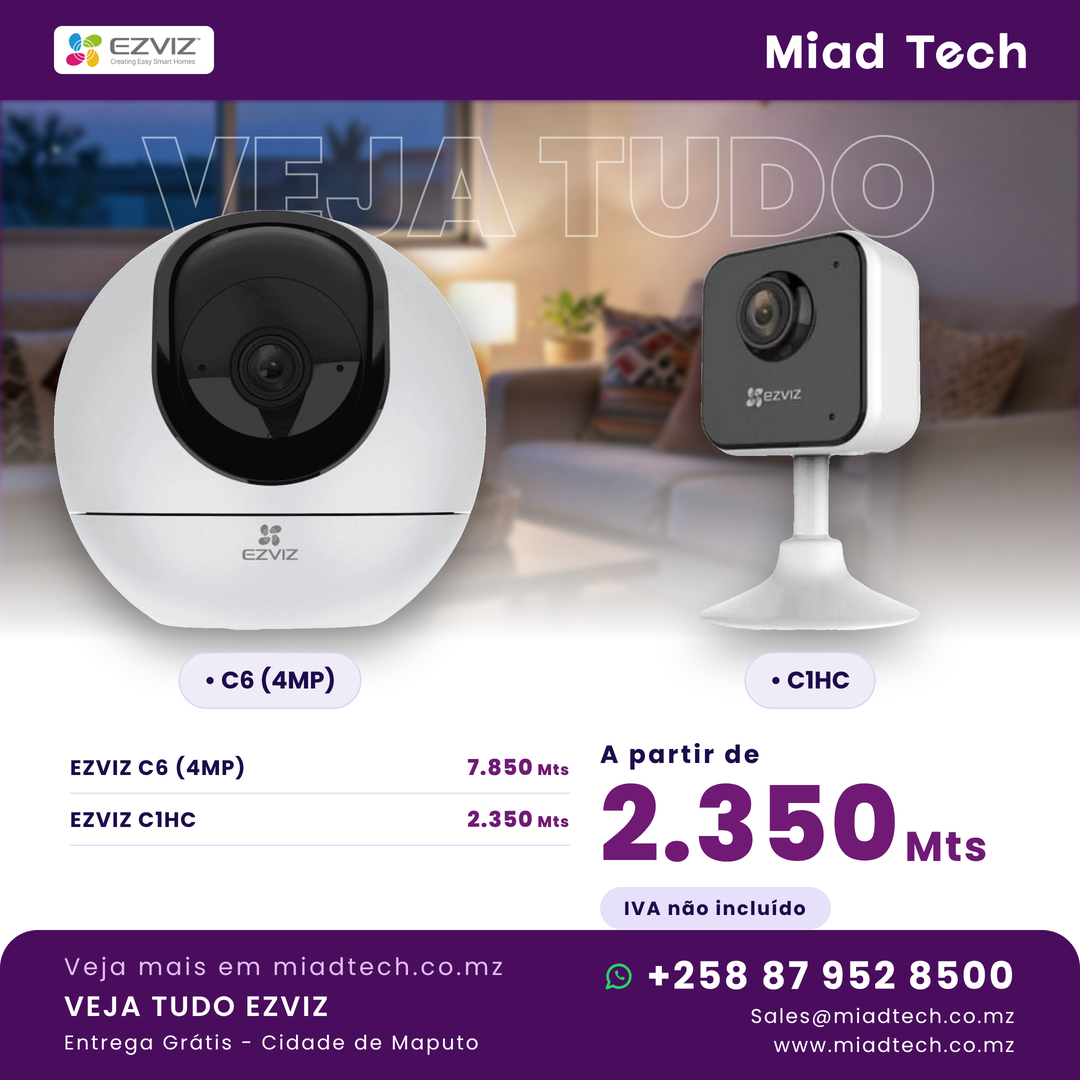 EZVIZ™
Creating Easy Smart Homes
Miad Tech
VEJA TUDO
EZVIZ
ezviz
• C6 (4MP)
• C1HC
EZVIZ C6 (4MP) 7.850 Mts
EZVIZ C1HC 2.350 Mts
A partir de
2.350 Mts
IVA não incluído
Veja mais em miadtech.co.mz
VEJA TUDO EZVIZ
Entrega Grátis - Cidade de Maputo
+258 87 952 8500
Sales@miadtech.co.mz
www.miadtech.co.mz